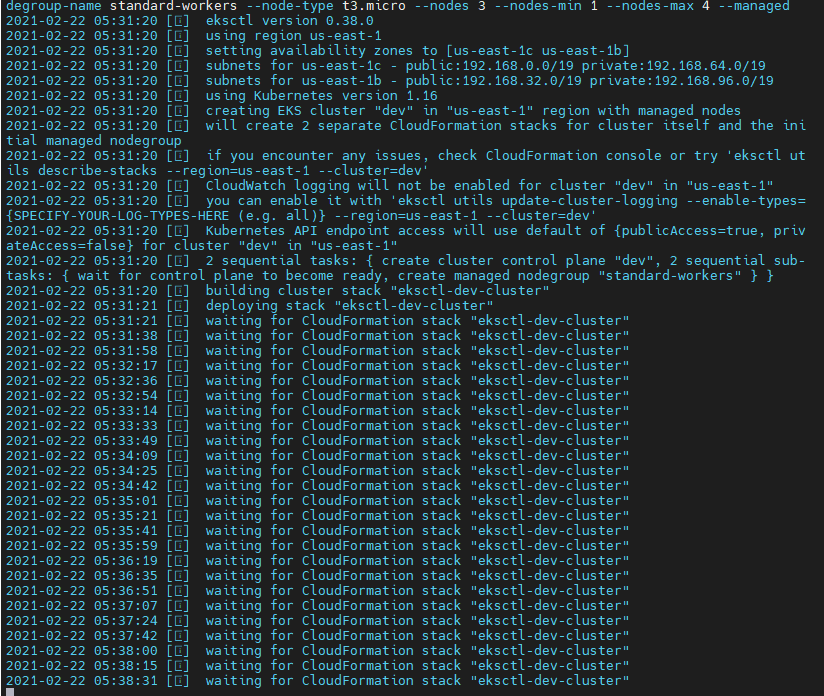 degroup-name standard-workers --node-type t3.micro --nodes 3 --nodes-min 1 --nodes-max 4 --managed
2021-02-22 05:31:20 [ℹ]  eksctl version 0.38.0
2021-02-22 05:31:20 [ℹ]  using region us-east-1
2021-02-22 05:31:20 [ℹ]  setting availability zones to [us-east-1c us-east-1b]
2021-02-22 05:31:20 [ℹ]  subnets for us-east-1c - public:192.168.0.0/19 private:192.168.64.0/19
2021-02-22 05:31:20 [ℹ]  subnets for us-east-1b - public:192.168.32.0/19 private:192.168.96.0/19
2021-02-22 05:31:20 [ℹ]  using Kubernetes version 1.16
2021-02-22 05:31:20 [ℹ]  creating EKS cluster "dev" in "us-east-1" region with managed nodes
2021-02-22 05:31:20 [ℹ]  will create 2 separate CloudFormation stacks for cluster itself and the ini
tial managed nodegroup
2021-02-22 05:31:20 [ℹ]  if you encounter any issues, check CloudFormation console or try 'eksctl ut
ils describe-stacks --region=us-east-1 --cluster=dev'
2021-02-22 05:31:20 [ℹ]  CloudWatch logging will not be enabled for cluster "dev" in "us-east-1"
2021-02-22 05:31:20 [ℹ]  you can enable it with 'eksctl utils update-cluster-logging --enable-types=
{SPECIFY-YOUR-LOG-TYPES-HERE (e.g. all)} --region=us-east-1 --cluster=dev'
2021-02-22 05:31:20 [ℹ]  Kubernetes API endpoint access will use default of {publicAccess=true, priv
ateAccess=false} for cluster "dev" in "us-east-1"
2021-02-22 05:31:20 [ℹ]  2 sequential tasks: { create cluster control plane "dev", 2 sequential sub-
tasks: { wait for control plane to become ready, create managed nodegroup "standard-workers" } }
2021-02-22 05:31:20 [ℹ]  building cluster stack "eksctl-dev-cluster"
2021-02-22 05:31:21 [ℹ]  deploying stack "eksctl-dev-cluster"
2021-02-22 05:31:21 [ℹ]  waiting for CloudFormation stack "eksctl-dev-cluster"
2021-02-22 05:31:38 [ℹ]  waiting for CloudFormation stack "eksctl-dev-cluster"
2021-02-22 05:31:58 [ℹ]  waiting for CloudFormation stack "eksctl-dev-cluster"
2021-02-22 05:32:17 [ℹ]  waiting for CloudFormation stack "eksctl-dev-cluster"
2021-02-22 05:32:36 [ℹ]  waiting for CloudFormation stack "eksctl-dev-cluster"
2021-02-22 05:32:54 [ℹ]  waiting for CloudFormation stack "eksctl-dev-cluster"
2021-02-22 05:33:14 [ℹ]  waiting for CloudFormation stack "eksctl-dev-cluster"
2021-02-22 05:33:33 [ℹ]  waiting for CloudFormation stack "eksctl-dev-cluster"
2021-02-22 05:33:49 [ℹ]  waiting for CloudFormation stack "eksctl-dev-cluster"
2021-02-22 05:34:09 [ℹ]  waiting for CloudFormation stack "eksctl-dev-cluster"
2021-02-22 05:34:25 [ℹ]  waiting for CloudFormation stack "eksctl-dev-cluster"
2021-02-22 05:34:42 [ℹ]  waiting for CloudFormation stack "eksctl-dev-cluster"
2021-02-22 05:35:01 [ℹ]  waiting for CloudFormation stack "eksctl-dev-cluster"
2021-02-22 05:35:21 [ℹ]  waiting for CloudFormation stack "eksctl-dev-cluster"
2021-02-22 05:35:41 [ℹ]  waiting for CloudFormation stack "eksctl-dev-cluster"
2021-02-22 05:35:59 [ℹ]  waiting for CloudFormation stack "eksctl-dev-cluster"
2021-02-22 05:36:19 [ℹ]  waiting for CloudFormation stack "eksctl-dev-cluster"
2021-02-22 05:36:35 [ℹ]  waiting for CloudFormation stack "eksctl-dev-cluster"
2021-02-22 05:36:51 [ℹ]  waiting for CloudFormation stack "eksctl-dev-cluster"
2021-02-22 05:37:07 [ℹ]  waiting for CloudFormation stack "eksctl-dev-cluster"
2021-02-22 05:37:24 [ℹ]  waiting for CloudFormation stack "eksctl-dev-cluster"
2021-02-22 05:37:42 [ℹ]  waiting for CloudFormation stack "eksctl-dev-cluster"
2021-02-22 05:38:00 [ℹ]  waiting for CloudFormation stack "eksctl-dev-cluster"
2021-02-22 05:38:15 [ℹ]  waiting for CloudFormation stack "eksctl-dev-cluster"
2021-02-22 05:38:31 [ℹ]  waiting for CloudFormation stack "eksctl-dev-cluster"